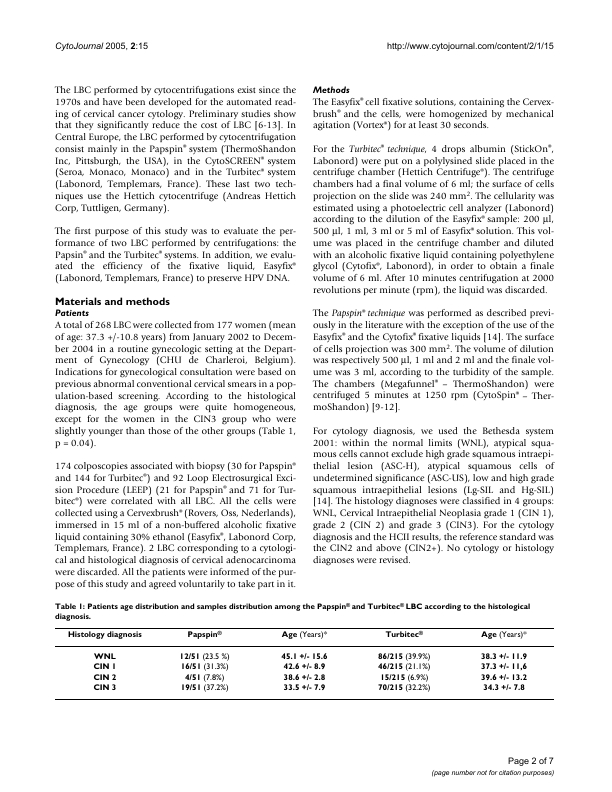 CytoJournal 2005, 2:15
http://www.cytojournal.com/content/2/1/15
The LBC performed by cytocentrifugations exist since the
1970s and have been developed for the automated read-
ing of cervical cancer cytology. Preliminary studies show
that they significantly reduce the cost of LBC [6-13]. In
Central Europe, the LBC performed by cytocentrifugation
consist mainly in the Papspin® system (ThermoShandon
Inc, Pittsburgh, the USA), in the CytoSCREEN® system
(Seroa, Monaco, Monaco) and in the Turbitec® system
(Labonord, Templemars, France). These last two tech-
niques use the Hettich cytocentrifuge (Andreas Hettich
Corp, Tuttligen, Germany).
The first purpose of this study was to evaluate the per-
formance of two LBC performed by centrifugations: the
Papsin® and the Turbitec® systems. In addition, we evalu-
ated the efficiency of the fixative liquid, Easyfix®
(Labonord, Templemars, France) to preserve HPV DNA.
Materials and methods
Patients
A total of 268 LBC were collected from 177 women (mean
of age: 37.3 +/-10.8 years) from January 2002 to Decem-
ber 2004 in a routine gynecologic setting at the Depart-
ment of Gynecology (CHU de Charleroi, Belgium).
Indications for gynecological consultation were based on
previous abnormal conventional cervical smears in a pop-
ulation-based screening. According to the histological
diagnosis, the age groups were quite homogeneous,
except for the women in the CIN3 group who were
slightly younger than those of the other groups (Table 1,
p = 0.04).
174 colposcopies associated with biopsy (30 for Papspin®
and 144 for Turbitec®) and 92 Loop Electrosurgical Exci-
sion Procedure (LEEP) (21 for Papspin® and 71 for Tur-
bitec®) were correlated with all LBC. All the cells were
collected using a Cervexbrush® (Rovers, Oss, Nederlands),
immersed in 15 ml of a non-buffered alcoholic fixative
liquid containing 30% ethanol (Easyfix®, Labonord Corp,
Templemars, France). 2 LBC corresponding to a cytologi-
cal and histological diagnosis of cervical adenocarcinoma
were discarded. All the patients were informed of the pur-
pose of this study and agreed voluntarily to take part in it.
Methods
The Easyfix® cell fixative solutions, containing the Cervex-
brush® and the cells, were homogenized by mechanical
agitation (Vortex®) for at least 30 seconds.
For the Turbitec® technique, 4 drops albumin (StickOn®,
Labonord) were put on a polylysined slide placed in the
centrifuge chamber (Hettich Centrifuge®). The centrifuge
chambers had a final volume of 6 ml; the surface of cells
projection on the slide was 240 mm². The cellularity was
estimated using a photoelectric cell analyzer (Labonord)
according to the dilution of the Easyfix® sample: 200 µl,
500 µl, 1 ml, 3 ml or 5 ml of Easyfix® solution. This vol-
ume was placed in the centrifuge chamber and diluted
with an alcoholic fixative liquid containing polyethylene
glycol (Cytofix®, Labonord), in order to obtain a finale
volume of 6 ml. After 10 minutes centrifugation at 2000
revolutions per minute (rpm), the liquid was discarded.
The Papspin® technique was performed as described previ-
ously in the literature with the exception of the use of the
Easyfix® and the Cytofix® fixative liquids [14]. The surface
of cells projection was 300 mm². The volume of dilution
was respectively 500 µl, 1 ml and 2 ml and the finale vol-
ume was 3 ml, according to the turbidity of the sample.
The chambers (Megafunnel® – ThermoShandon) were
centrifuged 5 minutes at 1250 rpm (CytoSpin® – Ther-
moShandon) [9-12].
For cytology diagnosis, we used the Bethesda system
2001: within the normal limits (WNL), atypical squa-
mous cells cannot exclude high grade squamous intraepi-
thelial lesion (ASC-H), atypical squamous cells of
undetermined significance (ASC-US), low and high grade
squamous intraepithelial lesions (Lg-SIL and Hg-SIL)
[14]. The histology diagnoses were classified in 4 groups:
WNL, Cervical Intraepithelial Neoplasia grade 1 (CIN 1),
grade 2 (CIN 2) and grade 3 (CIN3). For the cytology
diagnosis and the HCII results, the reference standard was
the CIN2 and above (CIN2+). No cytology or histology
diagnoses were revised.
Table 1: Patients age distribution and samples distribution among the Papspin® and Turbitec® LBC according to the histological
diagnosis.
Histology diagnosis Papspin® Age (Years)* Turbitec® Age (Years)*
WNL 12/51 (23.5 %) 45.1 +/- 15.6 86/215 (39.9%) 38.3 +/- 11.9
CIN 1 16/51 (31.3%) 42.6 +/- 8.9 46/215 (21.1%) 37.3 +/- 11,6
CIN 2 4/51 (7.8%) 38.6 +/- 2.8 15/215 (6.9%) 39.6 +/- 13.2
CIN 3 19/51 (37.2%) 33.5 +/- 7.9 70/215 (32.2%) 34.3 +/- 7.8
Page 2 of 7
(page number not for citation purposes)